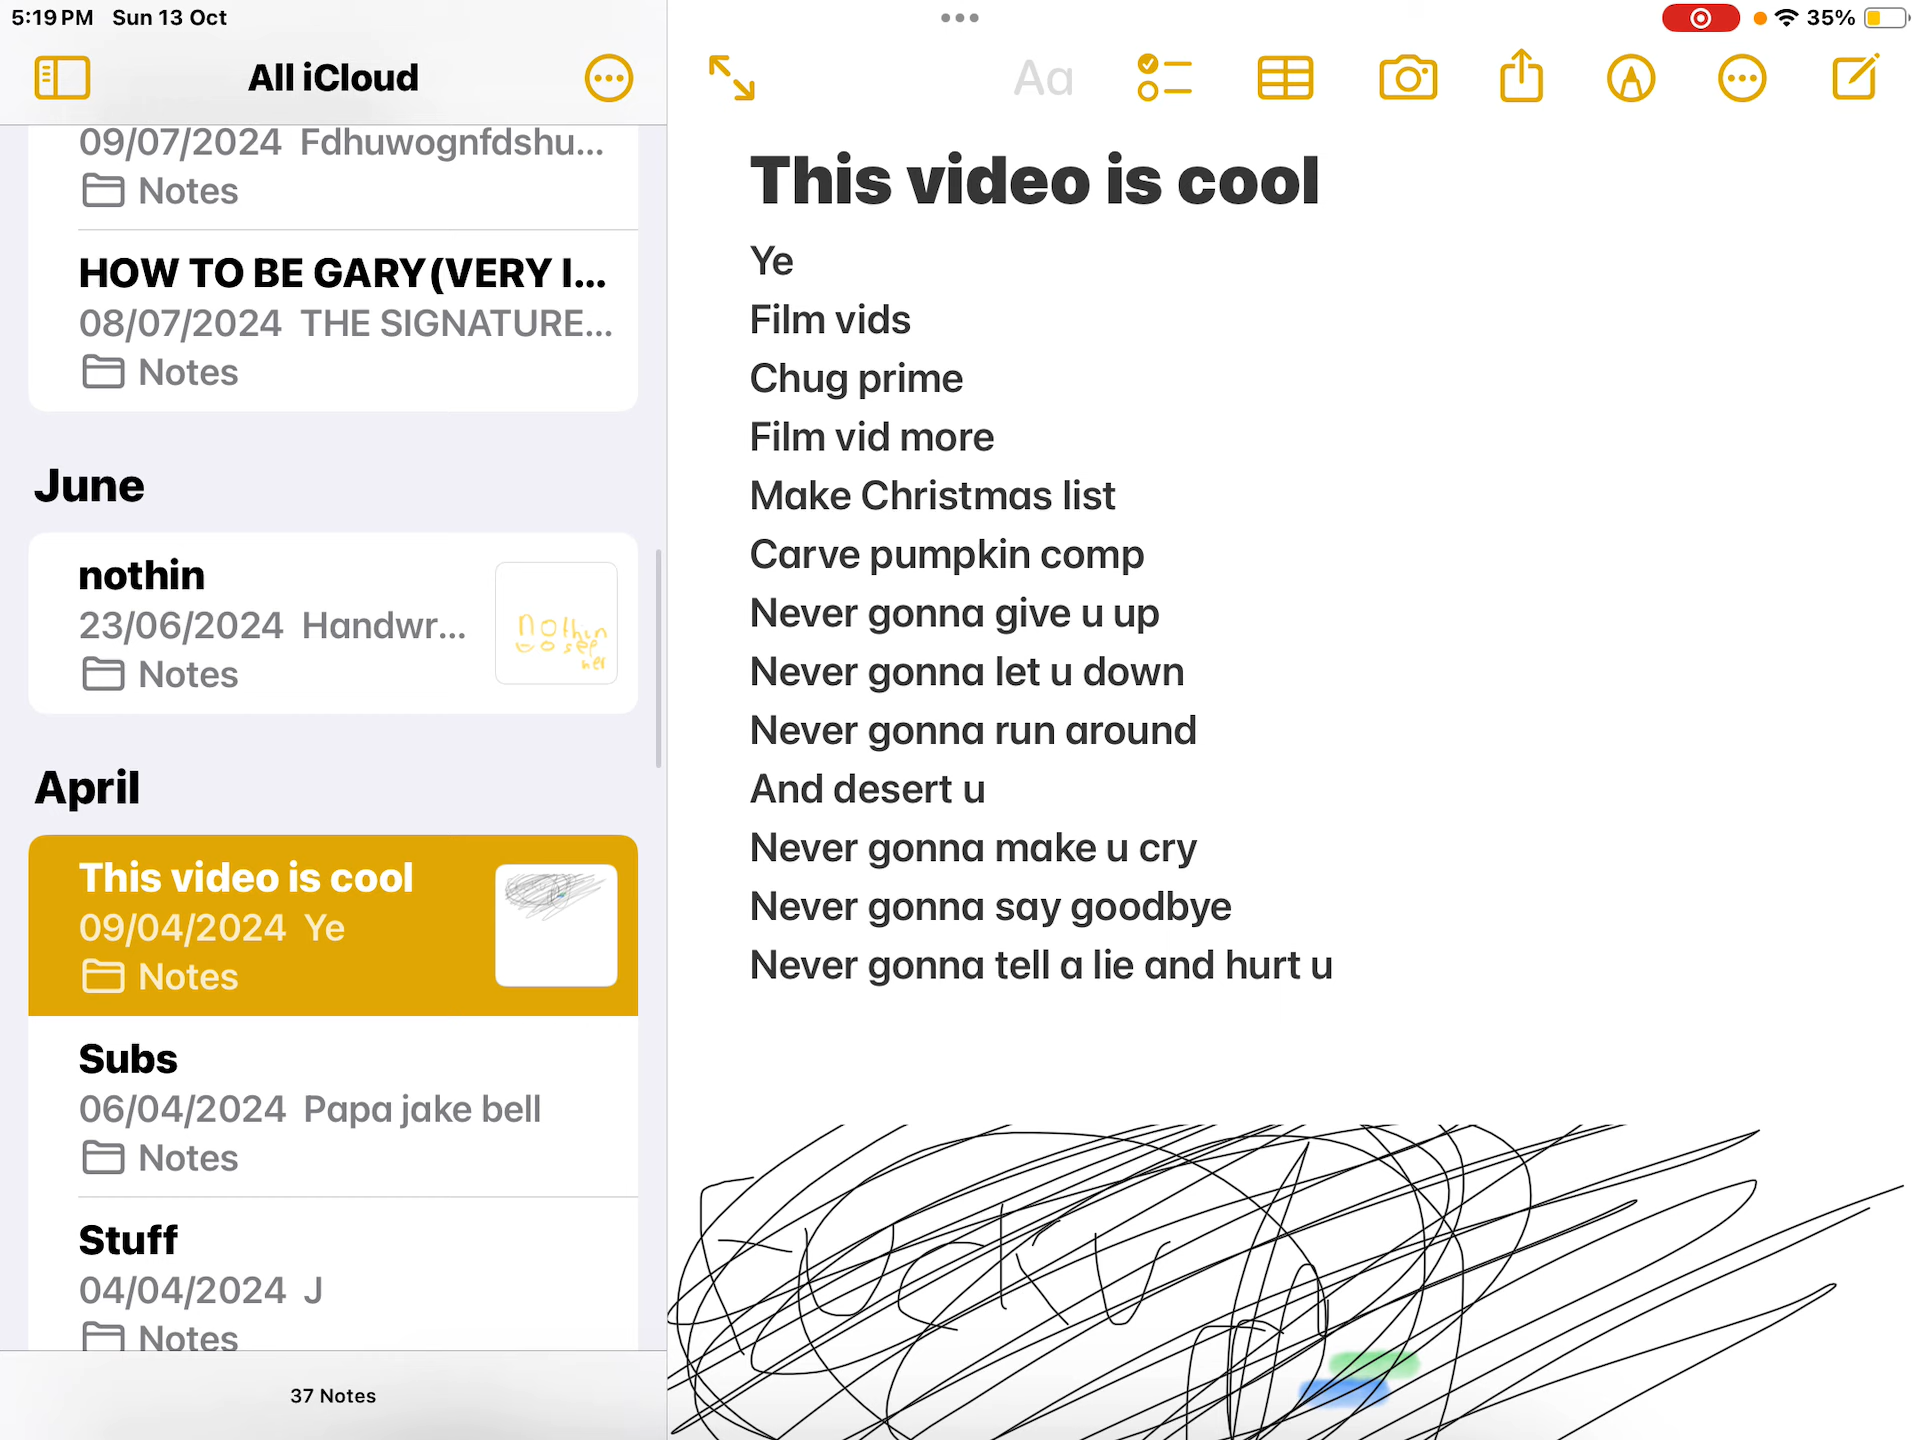 5:19 PM Sun 13 Oct
35%
All iCloud
09/07/2024 Fdhuwognfdshu...
Notes
HOW TO BE GARY(VERY I...
08/07/2024 THE SIGNATURE...
Notes
June
nothin
23/06/2024 Handwr...
Notes
nothin
April
This video is cool
09/04/2024 Ye
Notes
Subs
06/04/2024 Papa jake bell
Notes
Stuff
04/04/2024 J
Notes
37 Notes
Aa
This video is cool
Ye
Film vids
Chug prime
Film vid more
Make Christmas list
Carve pumpkin comp
Never gonna give u up
Never gonna let u down
Never gonna run around
And desert u
Never gonna make u cry
Never gonna say goodbye
Never gonna tell a lie and hurt u